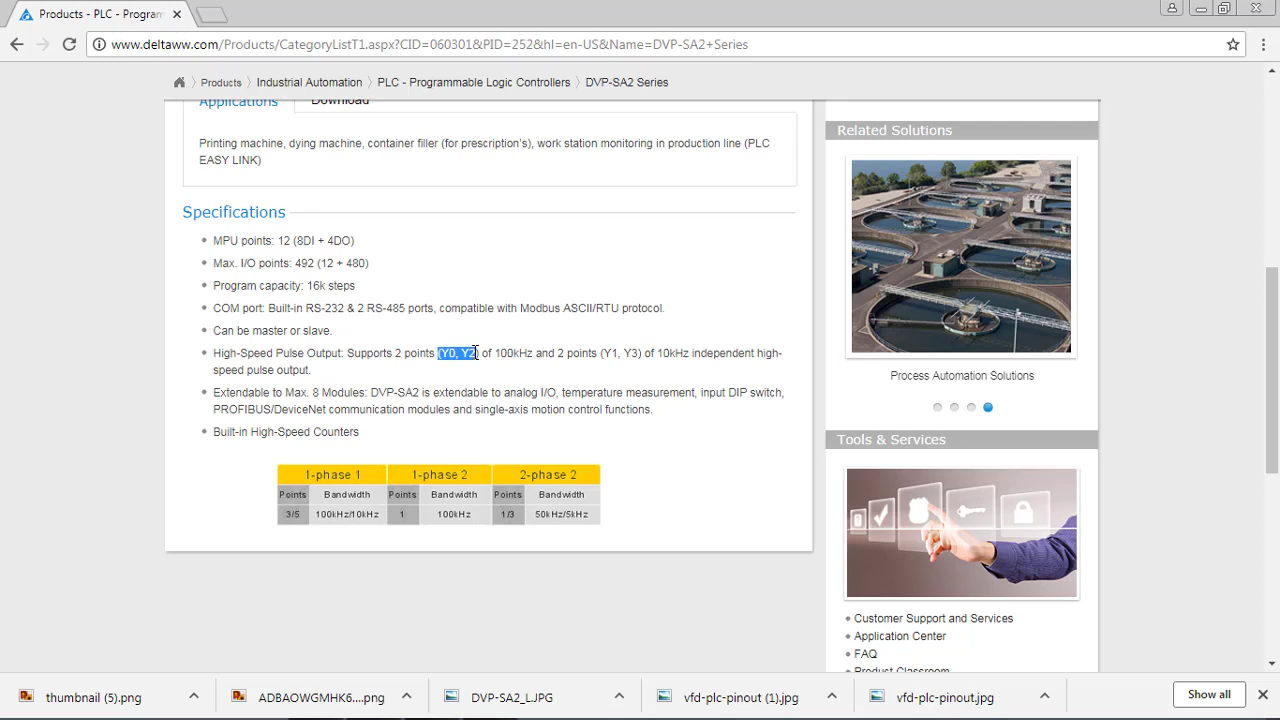 Products - PLC - Program
www.deltaww.com/Products/CategoryListT1.aspx?CID=060301&PID=252&hl=en-US&Name=DVP-SA2+Series
Products Industrial Automation PLC - Programmable Logic Controllers DVP-SA2 Series
Applications Download
Printing machine, dying machine, container filler (for prescription's), work station monitoring in production line (PLC
EASY LINK)
Specifications
MPU points: 12 (8DI + 4DO)
Max. I/O points: 492 (12 + 480)
Program capacity: 16k steps
COM port: Built-in RS-232 & 2 RS-485 ports, compatible with Modbus ASCII/RTU protocol.
Can be master or slave.
High-Speed Pulse Output: Supports 2 points (Y0, Y2) of 100kHz and 2 points (Y1, Y3) of 10kHz independent high-
speed pulse output.
Extendable to Max. 8 Modules: DVP-SA2 is extendable to analog I/O, temperature measurement, input DIP switch,
PROFIBUS/DeviceNet communication modules and single-axis motion control functions.
Built-in High-Speed Counters
1-phase 1 1-phase 2 2-phase 2
Points Bandwidth Points Bandwidth Points Bandwidth
3/5 100kHz/10kHz 1 100kHz 1/3 50kHz/5kHz
Related Solutions
Process Automation Solutions
Tools & Services
Customer Support and Services
Application Center
FAQ
Product Classroom
thumbnail (5).png ADBAOWGMHK6....png DVP-SA2_L.JPG vfd-plc-pinout (1).jpg vfd-plc-pinout.jpg Show all